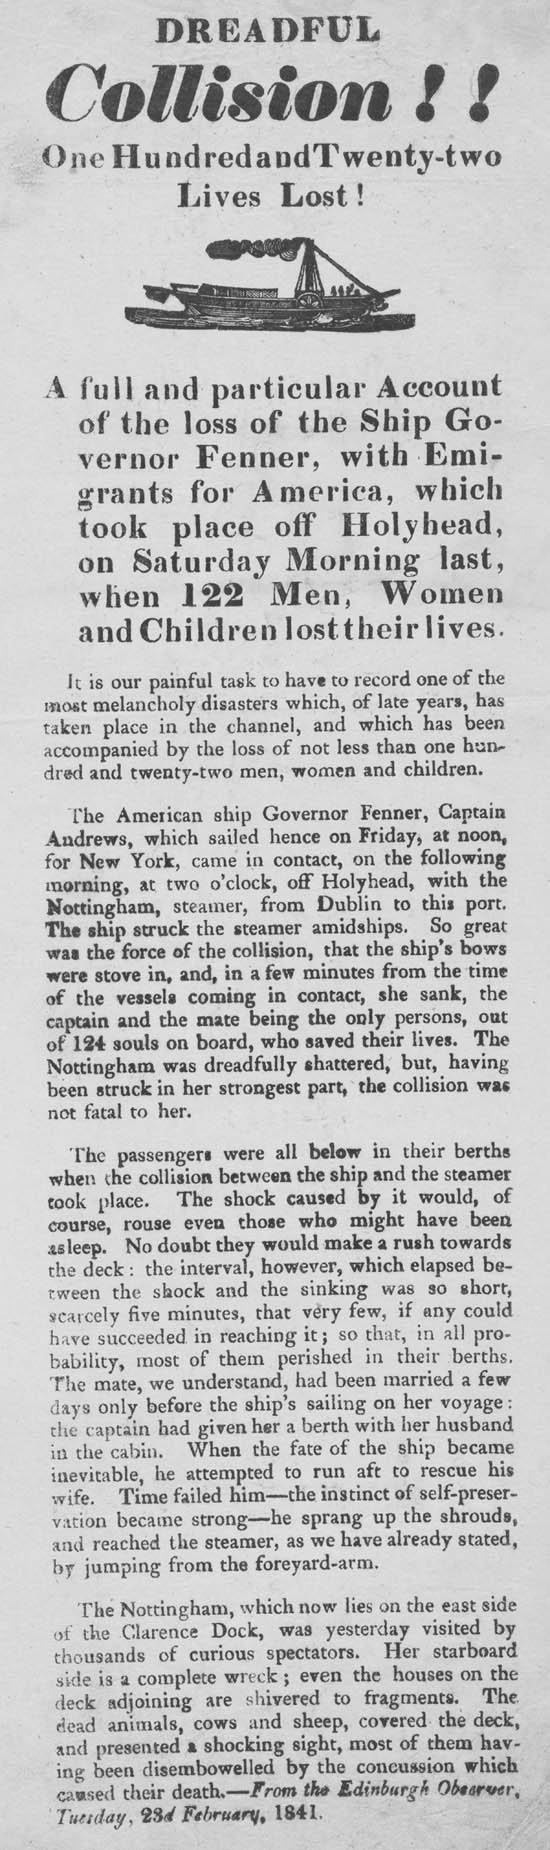 DREADFUL
Collision ! !
One Hundred and Twenty-two
Lives Lost !
A full and particular Account
of the loss of the Ship Go-
vernor Fenner, with Emi-
grants for America, which
took place off Holyhead,
on Saturday Morning last,
when 122 Men, Women
and Children lost their lives.
It is our painful task to have to record one of the
most melancholy disasters which, of late years, has
taken place in the channel, and which has been
accompanied by the loss of not less than one hun-
dred and twenty-two men, women and children.
The American ship Governor Fenner, Captain
Andrews, which sailed hence on Friday, at noon,
for New York, came in contact, on the following
morning, at two o'clock, off Holyhead, with the
Nottingham, steamer, from Dublin to this port.
The ship struck the steamer amidships. So great
was the force of the collision, that the ship's bows
were stove in, and, in a few minutes from the time
of the vessels coming in contact, she sank, the
captain and the mate being the only persons, out
of 124 souls on board, who saved their lives. The
Nottingham was dreadfully shattered, but, having
been struck in her strongest part, the collision was
not fatal to her.
The passengers were all below in their berths
when the collision between the ship and the steamer
took place. The shock caused by it would, of
course, rouse even those who might have been
asleep. No doubt they would make a rush towards
the deck : the interval, however, which elapsed be-
tween the shock and the sinking was so short,
scarcely five minutes, that very few, if any could
have succeeded in reaching it ; so that, in all pro-
bability, most of them perished in their berths.
The mate, we understand, had been married a few
days only before the ship's sailing on her voyage :
the captain had given her a berth with her husband
in the cabin. When the fate of the ship became
inevitable, he attempted to run aft to rescue his
wife. Time failed him—the instinct of self-preser-
vation became strong—he sprang up the shrouds,
and reached the steamer, as we have already stated,
by jumping from the foreyard-arm.
The Nottingham, which now lies on the east side
of the Clarence Dock, was yesterday visited by
thousands of curious spectators. Her starboard
side is a complete wreck ; even the houses on the
deck adjoining are shivered to fragments. The
dead animals, cows and sheep, covered the deck,
and presented a shocking sight, most of them hav-
ing been disembowelled by the concussion which
caused their death.—From the Edinburgh Observer,
Tuesday, 23d February, 1841.